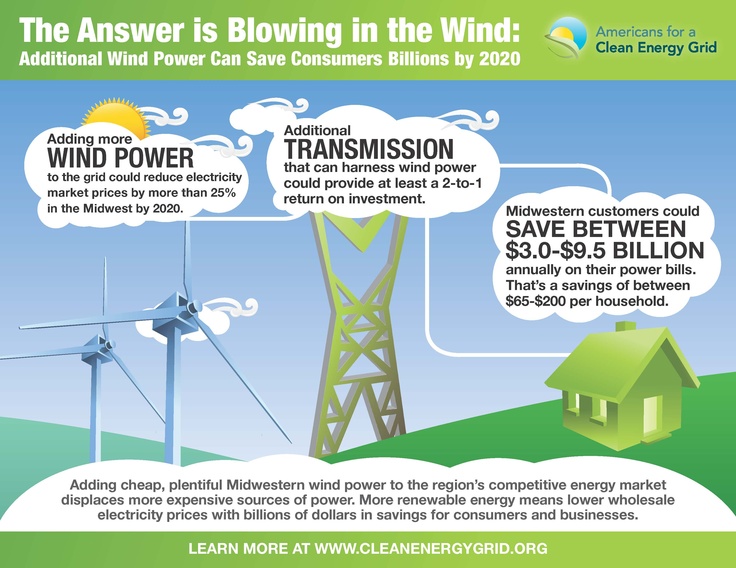 The Answer is Blowing in the Wind:
Additional Wind Power Can Save Consumers Billions by 2020
Americans for a
Clean Energy Grid
Adding more
WIND POWER
to the grid could reduce electricity
market prices by more than 25%
in the Midwest by 2020.
Additional
TRANSMISSION
that can harness wind power
could provide at least a 2-to-1
return on investment.
Midwestern customers could
SAVE BETWEEN
$3.0-$9.5 BILLION
annually on their power bills.
That's a savings of between
$65-$200 per household.
Adding cheap, plentiful Midwestern wind power to the region's competitive energy market
displaces more expensive sources of power. More renewable energy means lower wholesale
electricity prices with billions of dollars in savings for consumers and businesses.
LEARN MORE AT WWW.CLEANENERGYGRID.ORG